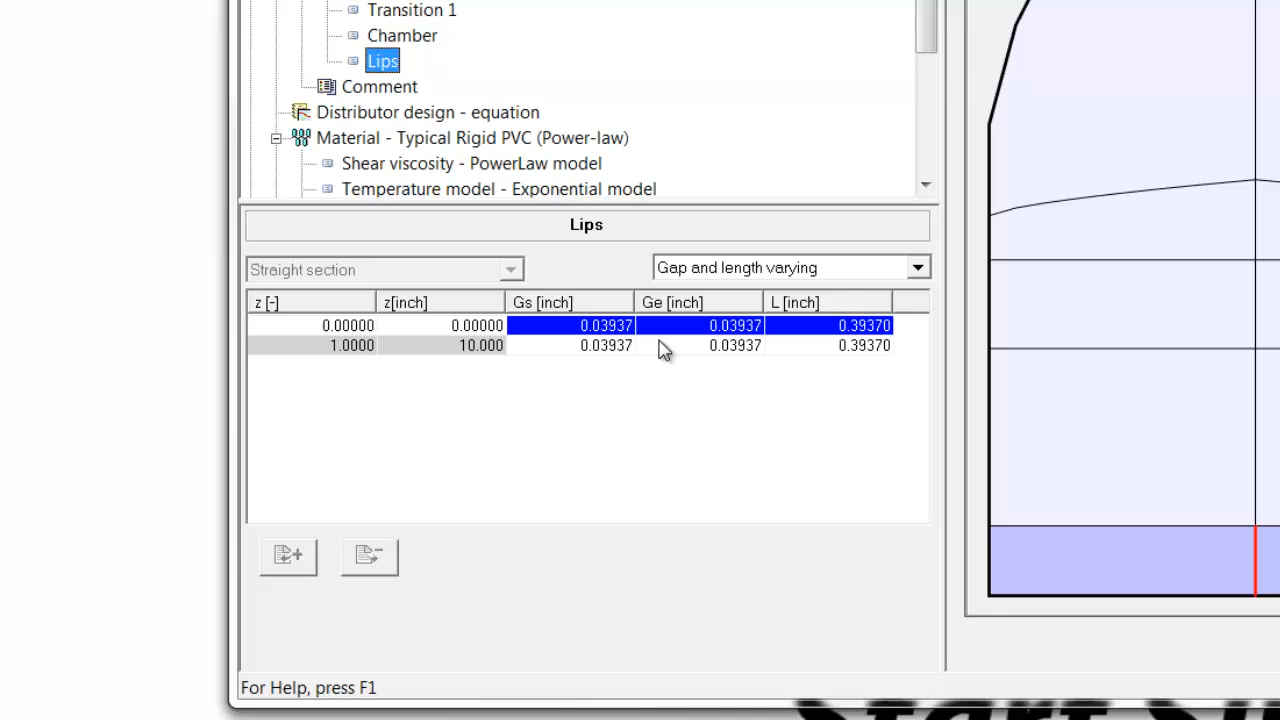 Transition 1
Chamber
Lips
Comment
Distributor design - equation
Material - Typical Rigid PVC (Power-law)
Shear viscosity - PowerLaw model
Temperature model - Exponential model
Lips
Straight section Gap and length varying
z [-] z[inch] Gs [inch] Ge [inch] L [inch]
0.00000 0.00000 0.03937 0.03937 0.39370
1.0000 10.000 0.03937 0.03937 0.39370
For Help, press F1